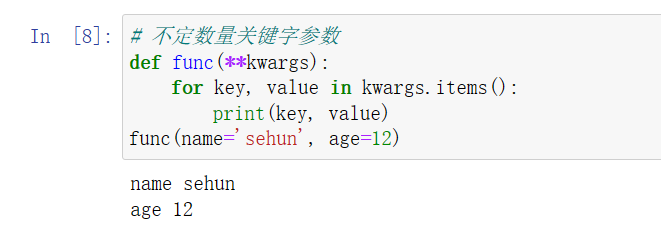 In [8]: # 不定数量关键字参数
def func(**kwargs):
    for key, value in kwargs.items():
        print(key, value)
func(name='sehun', age=12)
name sehun
age 12